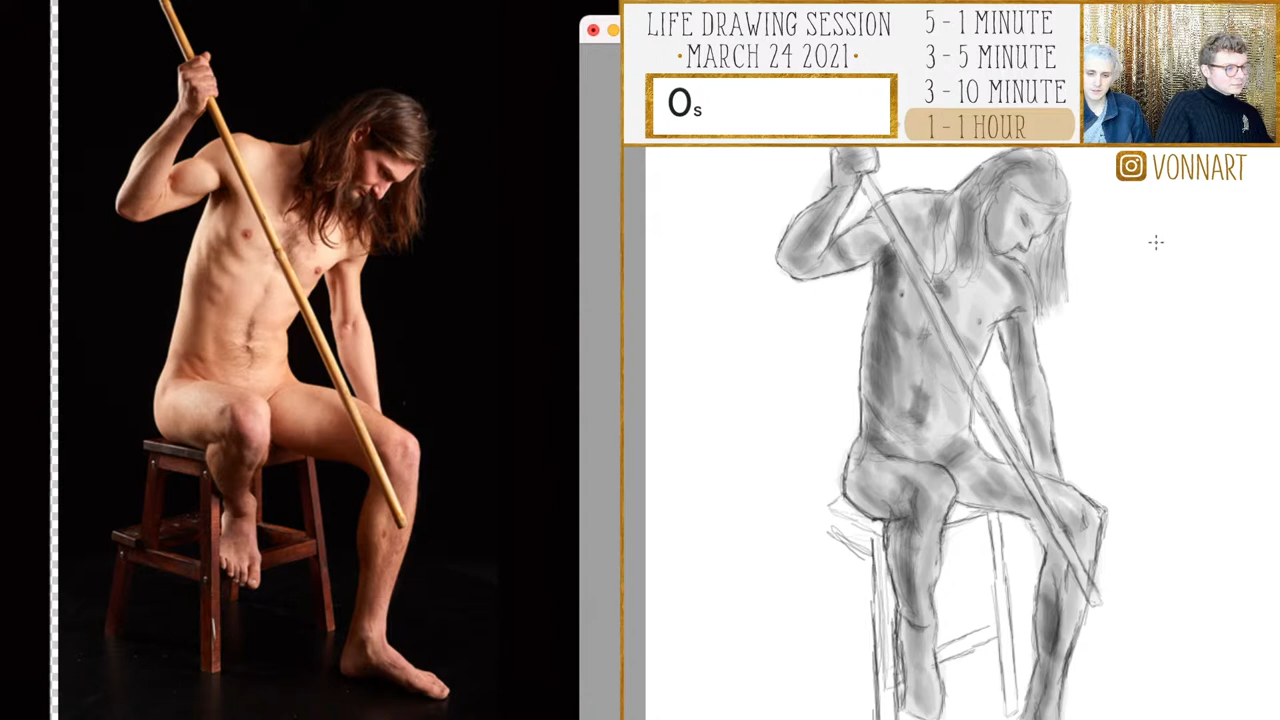 LIFE DRAWING SESSION
·MARCH 24 2021·
0s
5 - 1 MINUTE
3 - 5 MINUTE
3 - 10 MINUTE
1 - 1 HOUR
VONNART